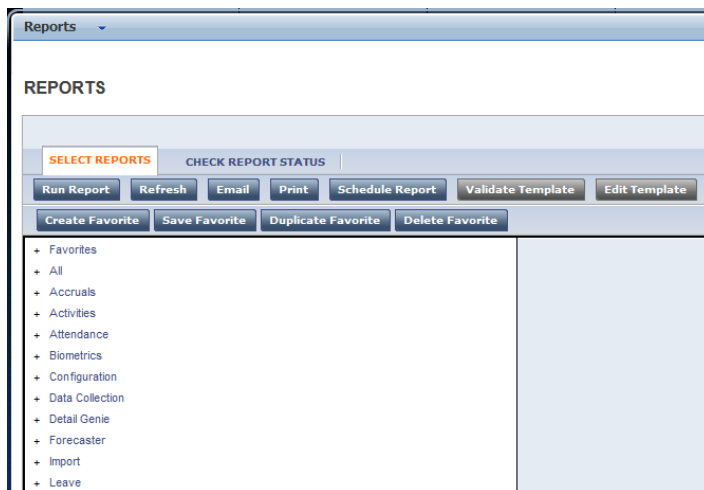 Reports
REPORTS
SELECT REPORTS CHECK REPORT STATUS
Run Report Refresh Email Print Schedule Report Validate Template Edit Template
Create Favorite Save Favorite Duplicate Favorite Delete Favorite
+ Favorites
+ All
+ Accruals
+ Activities
+ Attendance
+ Biometrics
+ Configuration
+ Data Collection
+ Detail Genie
+ Forecaster
+ Import
+ Leave